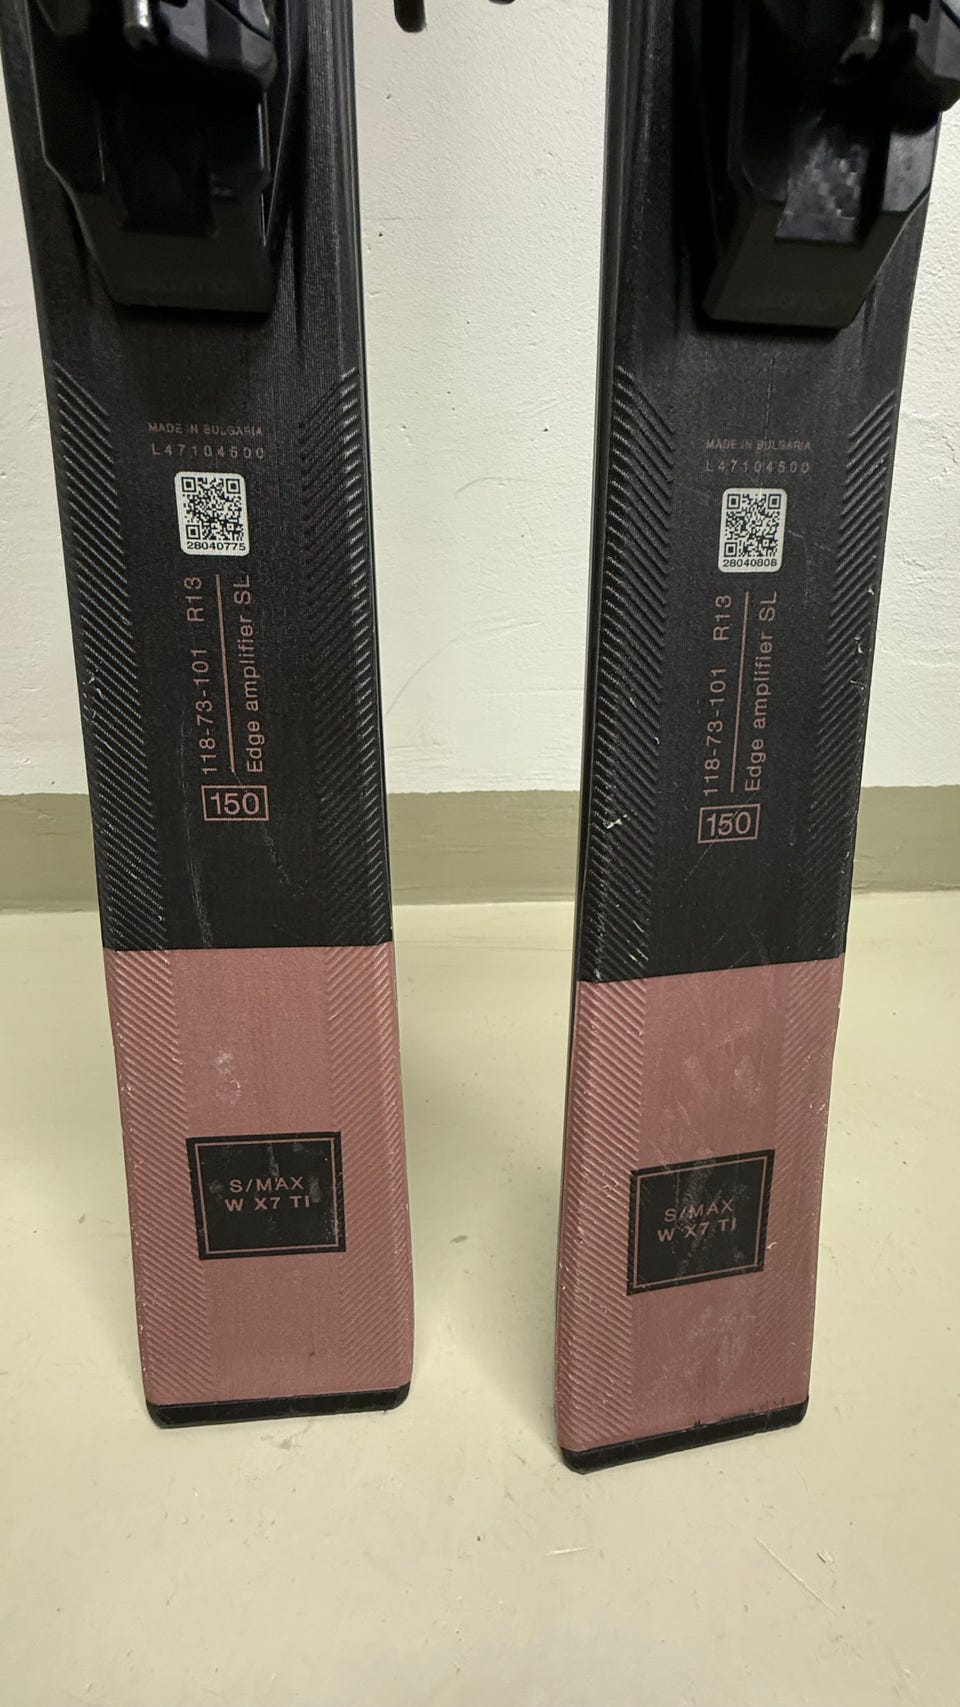 MADE IN BULGARIA
L47104500
28040775
118-73-101 R13
Edge amplifier SL
150
S/MAX
W X7 TI
MADE IN BULGARIA
L47104500
28040808
118-73-101 R13
Edge amplifier SL
150
S/MAX
W X7 TI